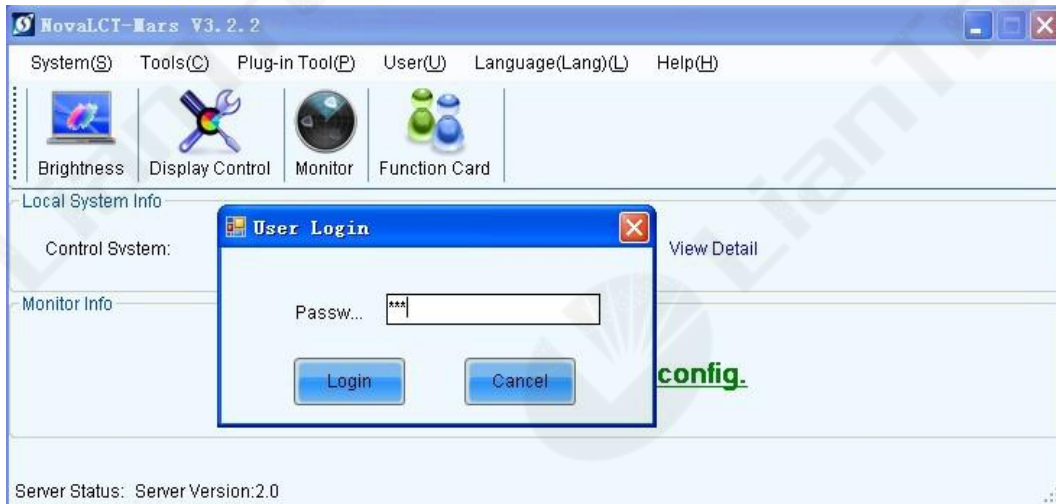 NovaLCT-Mars V3.2.2
System(S) Tools(C) Plug-in Tool(P) User(U) Language(Lang)(L) Help(H)
Brightness Display Control Monitor Function Card
Local System Info
User Login
Control System: View Detail
Monitor Info
Passw... ***
Login Cancel
config.
Server Status: Server Version:2.0